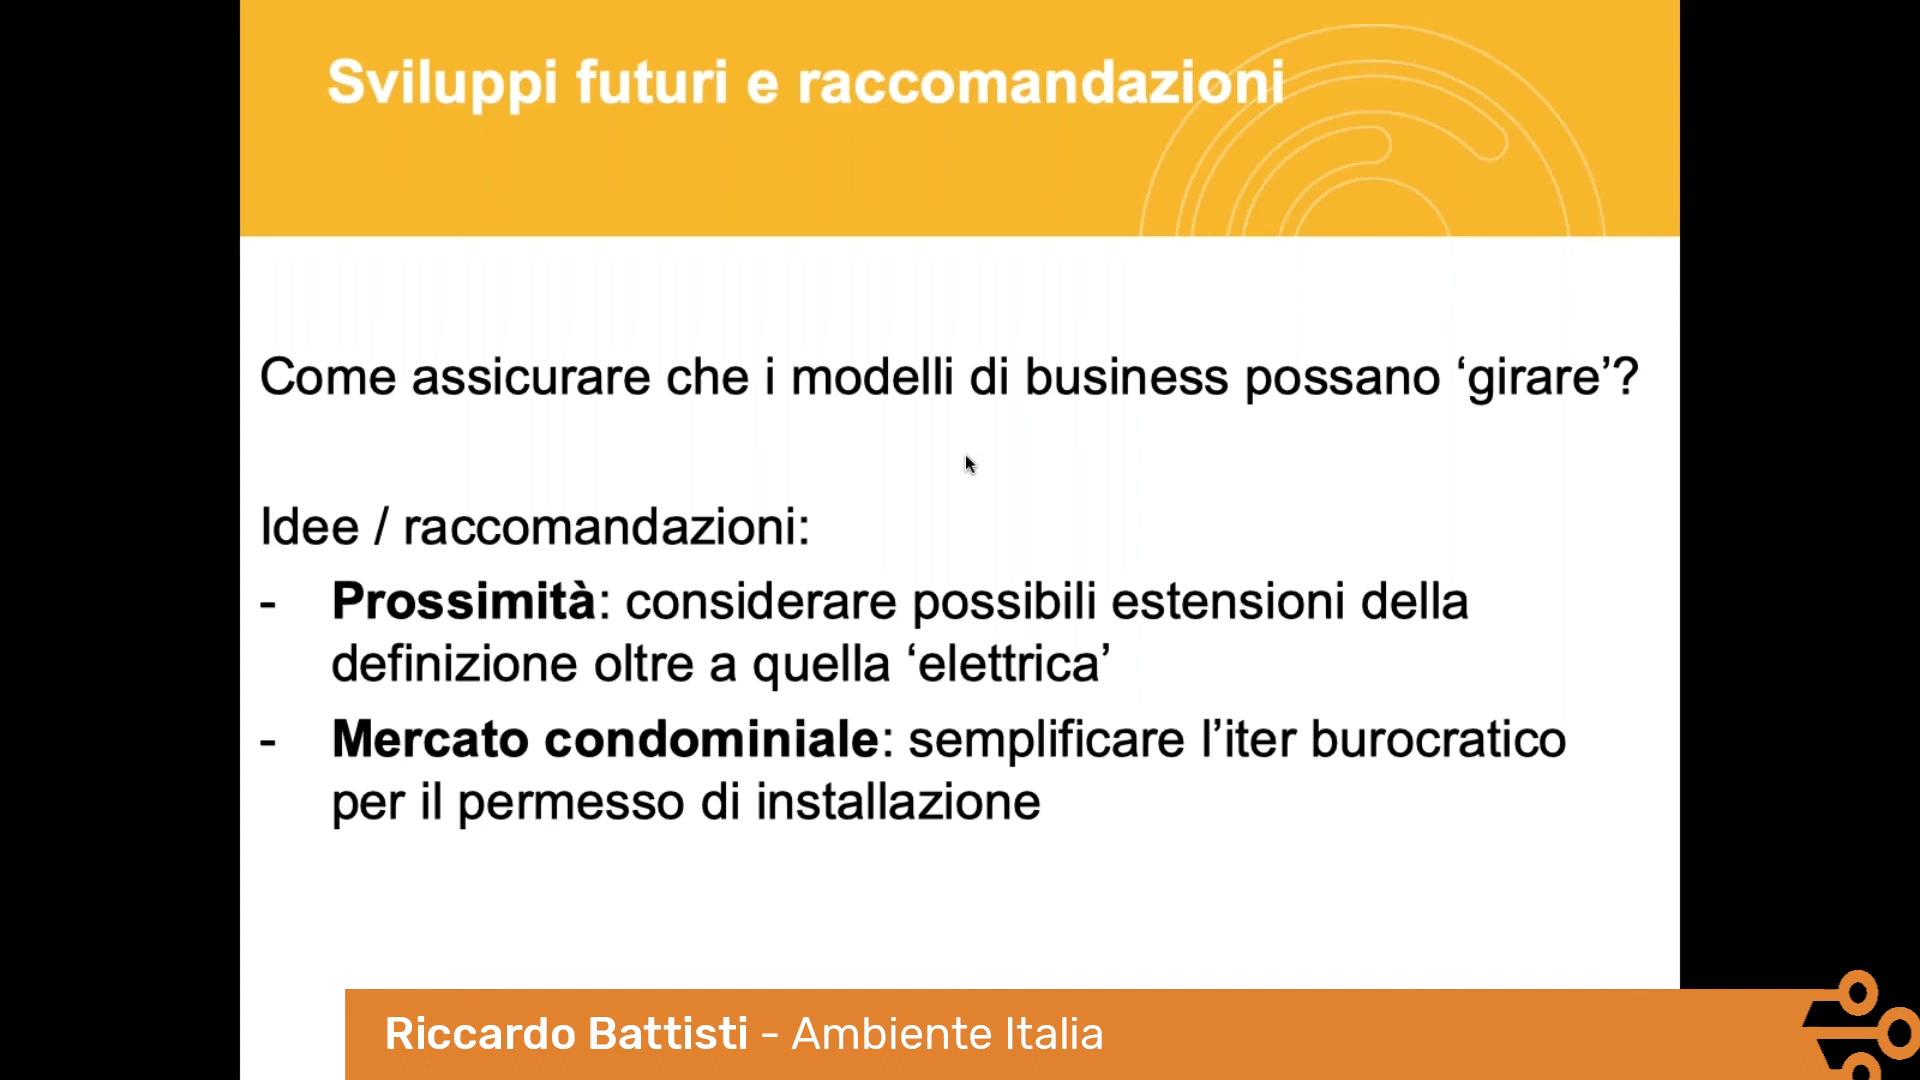 Sviluppi futuri e raccomandazioni
Come assicurare che i modelli di business possano ‘girare’?
Idee / raccomandazioni:
- Prossimità: considerare possibili estensioni della
definizione oltre a quella ‘elettrica’
- Mercato condominiale: semplificare l’iter burocratico
per il permesso di installazione
Riccardo Battisti - Ambiente Italia